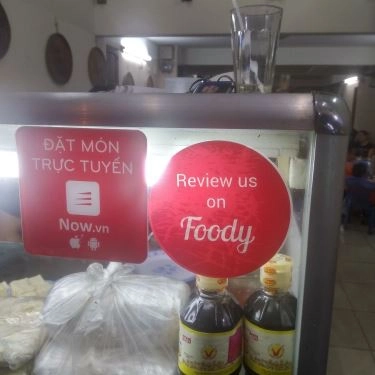 ĐẶT MÓN
TRỰC TUYẾN
Now.vn
Review us
on
Foody